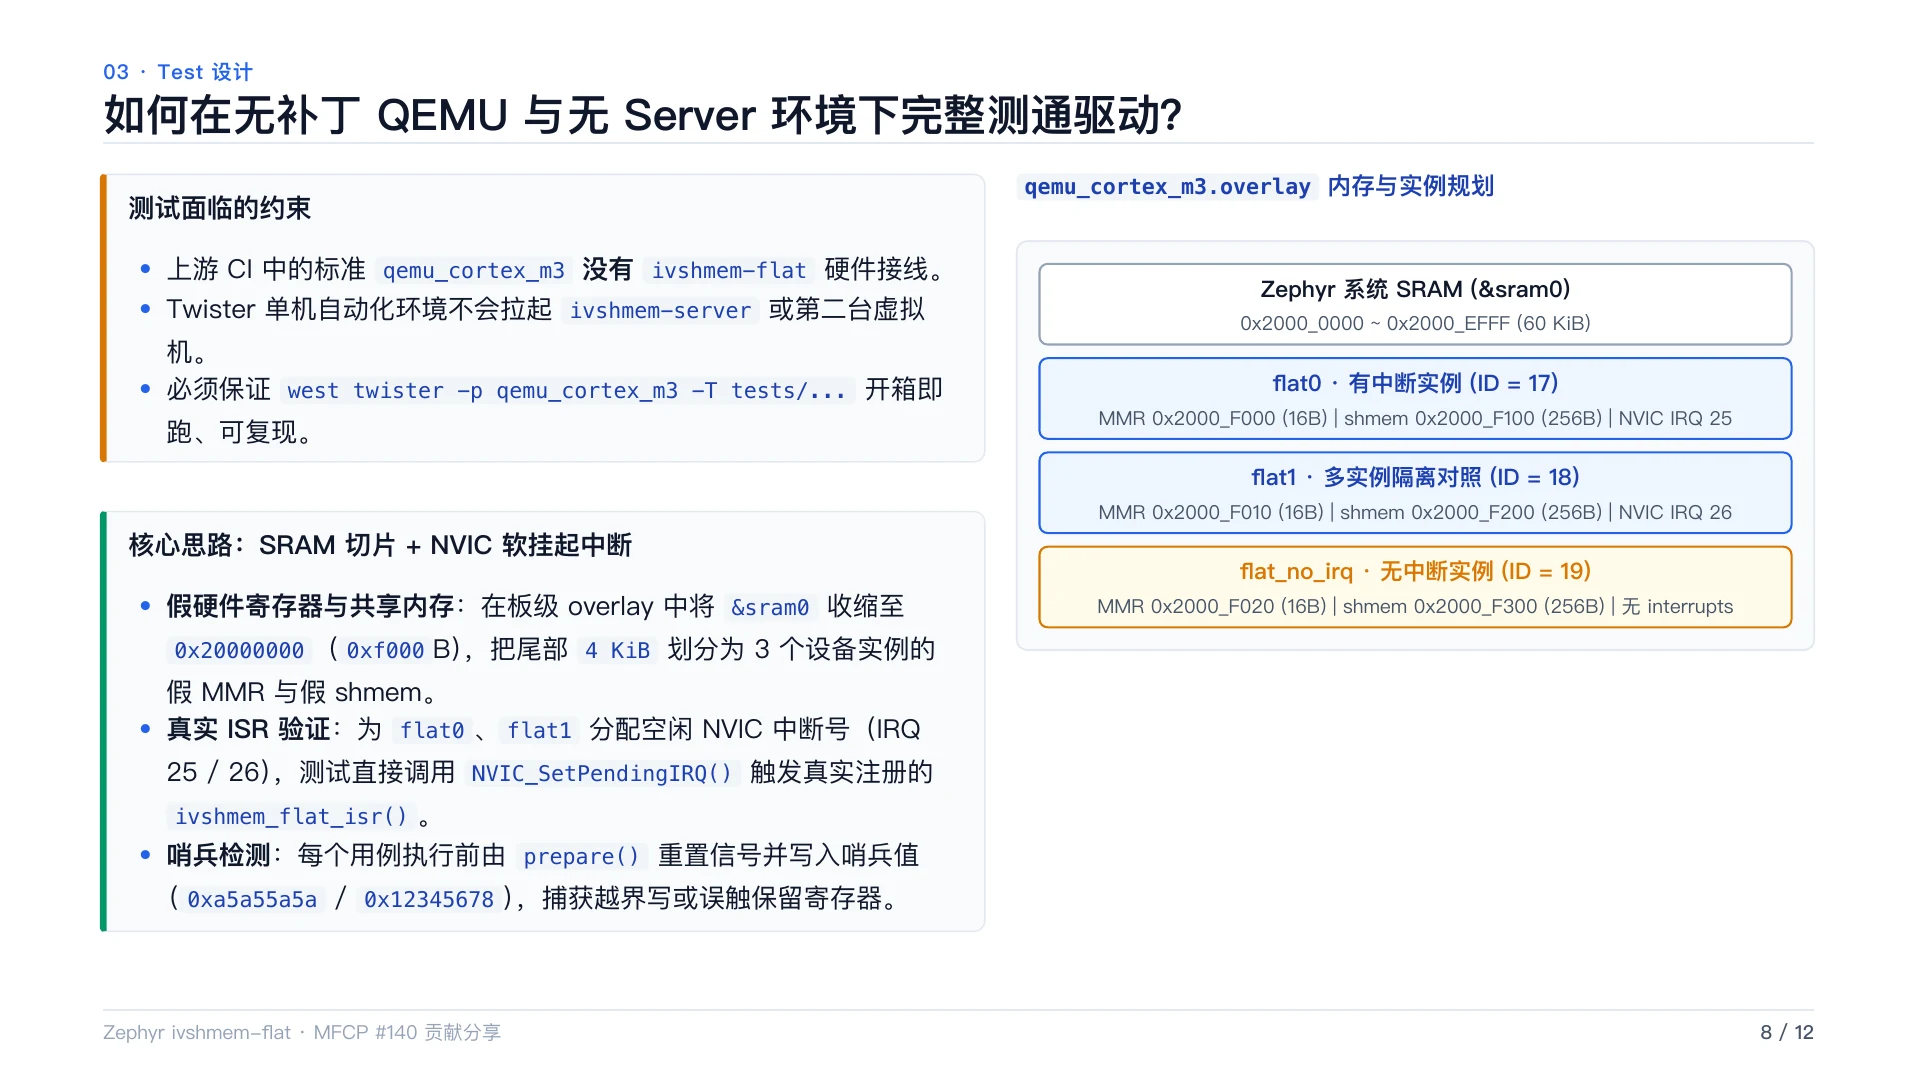 03 · Test 设计
如何在无补丁 QEMU 与无 Server 环境下完整测通驱动？
测试面临的约束
• 上游 CI 中的标准 qemu_cortex_m3 没有 ivshmem-flat 硬件接线。
• Twister 单机自动化环境不会拉起 ivshmem-server 或第二台虚拟
机。
• 必须保证 west twister -p qemu_cortex_m3 -T tests/... 开箱即
跑、可复现。
核心思路：SRAM 切片 + NVIC 软挂起中断
• 假硬件寄存器与共享内存：在板级 overlay 中将 &sram0 收缩至
0x20000000 （0xf000 B），把尾部 4 KiB 划分为 3 个设备实例的
假 MMR 与假 shmem。
• 真实 ISR 验证：为 flat0 、 flat1 分配空闲 NVIC 中断号（IRQ
25 / 26），测试直接调用 NVIC_SetPendingIRQ() 触发真实注册的
ivshmem_flat_isr() 。
• 哨兵检测：每个用例执行前由 prepare() 重置信号并写入哨兵值
（0xa5a55a5a / 0x12345678），捕获越界写或误触保留寄存器。
qemu_cortex_m3.overlay 内存与实例规划
Zephyr 系统 SRAM (&sram0)
0x2000_0000 ~ 0x2000_EFFF (60 KiB)
flat0 · 有中断实例 (ID = 17)
MMR 0x2000_F000 (16B) | shmem 0x2000_F100 (256B) | NVIC IRQ 25
flat1 · 多实例隔离对照 (ID = 18)
MMR 0x2000_F010 (16B) | shmem 0x2000_F200 (256B) | NVIC IRQ 26
flat_no_irq · 无中断实例 (ID = 19)
MMR 0x2000_F020 (16B) | shmem 0x2000_F300 (256B) | 无 interrupts
Zephyr ivshmem-flat · MFCP #140 贡献分享
8 / 12